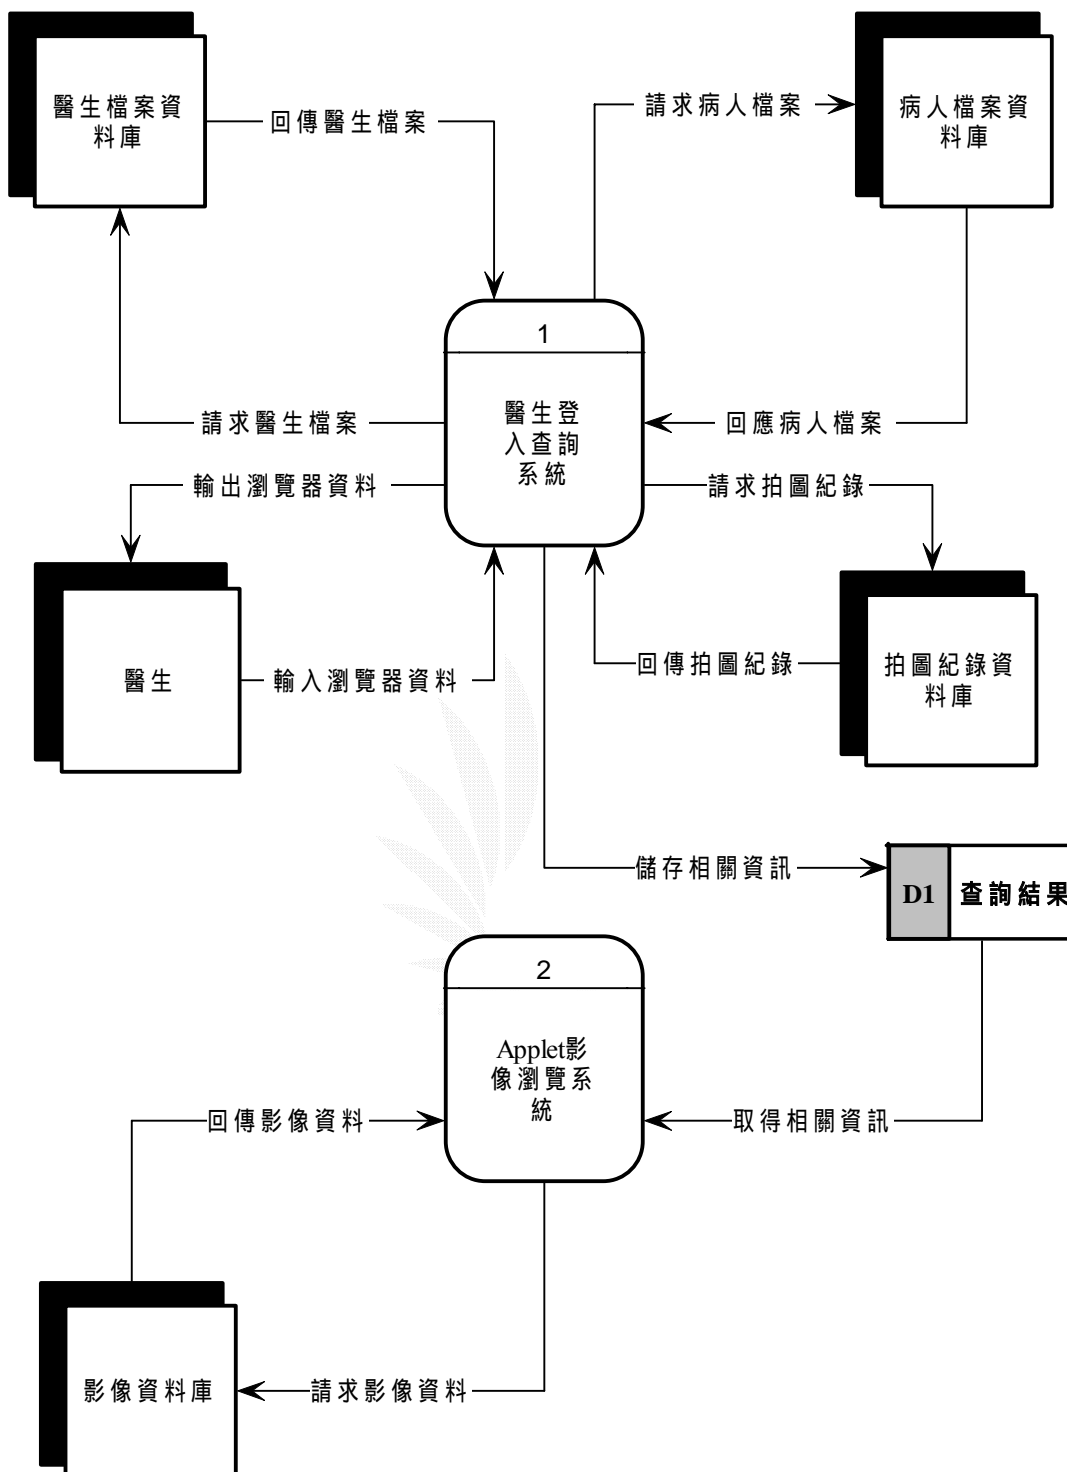 醫生檔案資
料庫
回傳醫生檔案
請求病人檔案
病人檔案資
料庫
1
醫生登
入查詢
系統
請求醫生檔案
回應病人檔案
輸出瀏覽器資料
請求拍圖紀錄
醫生
輸入瀏覽器資料
回傳拍圖紀錄
拍圖紀錄資
料庫
儲存相關資訊
D1
查詢結果
2
Applet影
像瀏覽系
統
回傳影像資料
取得相關資訊
影像資料庫
請求影像資料